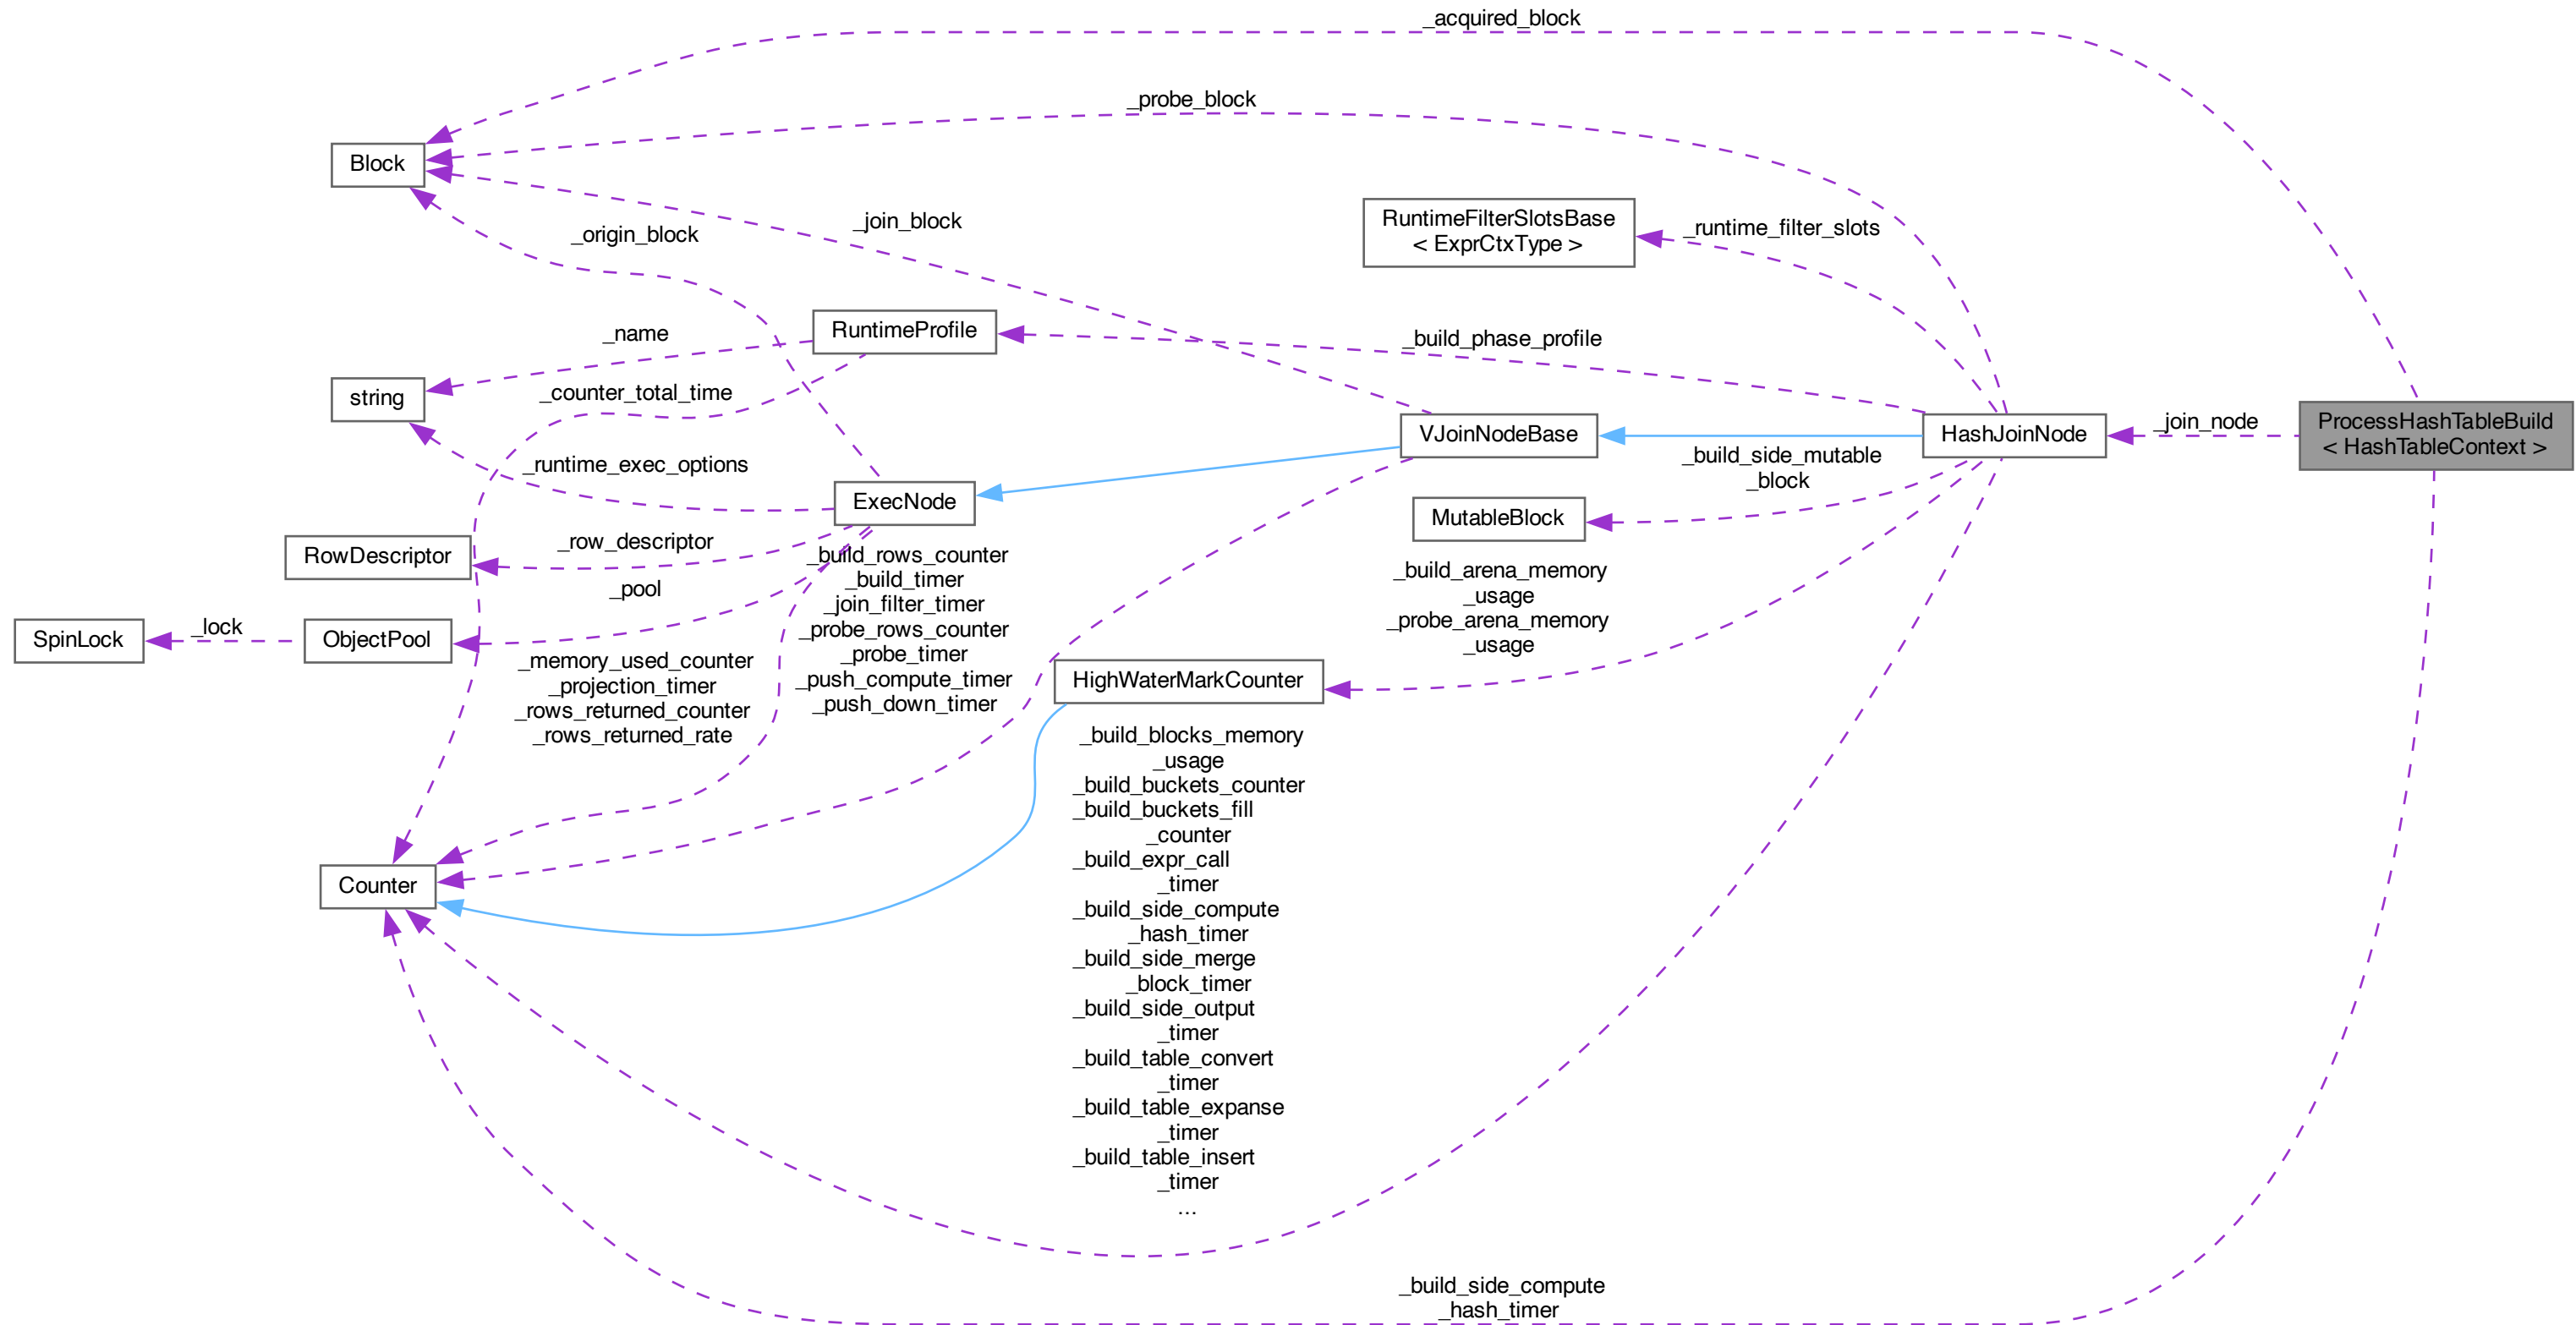 _acquired_block
_probe_block
Block
_origin_block
_join_block
RuntimeFilterSlotsBase
< ExprCtxType >
_runtime_filter_slots
RuntimeProfile
_name
_build_phase_profile
string
_counter_total_time
VJoinNodeBase
HashJoinNode
_join_node
ProcessHashTableBuild
< HashTableContext >
_runtime_exec_options
ExecNode
_build_side_mutable
_block
MutableBlock
RowDescriptor
_row_descriptor
_pool
SpinLock
_lock
ObjectPool
_build_rows_counter
_build_timer
_join_filter_timer
_probe_rows_counter
_probe_timer
_push_compute_timer
_push_down_timer
_build_arena_memory
_usage
_probe_arena_memory
_usage
_memory_used_counter
_projection_timer
_rows_returned_counter
_rows_returned_rate
HighWaterMarkCounter
Counter
_build_blocks_memory
_usage
_build_buckets_counter
_build_buckets_fill
_counter
_build_expr_call
_timer
_build_side_compute
_hash_timer
_build_side_merge
_block_timer
_build_side_output
_timer
_build_table_convert
_timer
_build_table_expanse
_timer
_build_table_insert
_timer
...
_build_side_compute
_hash_timer